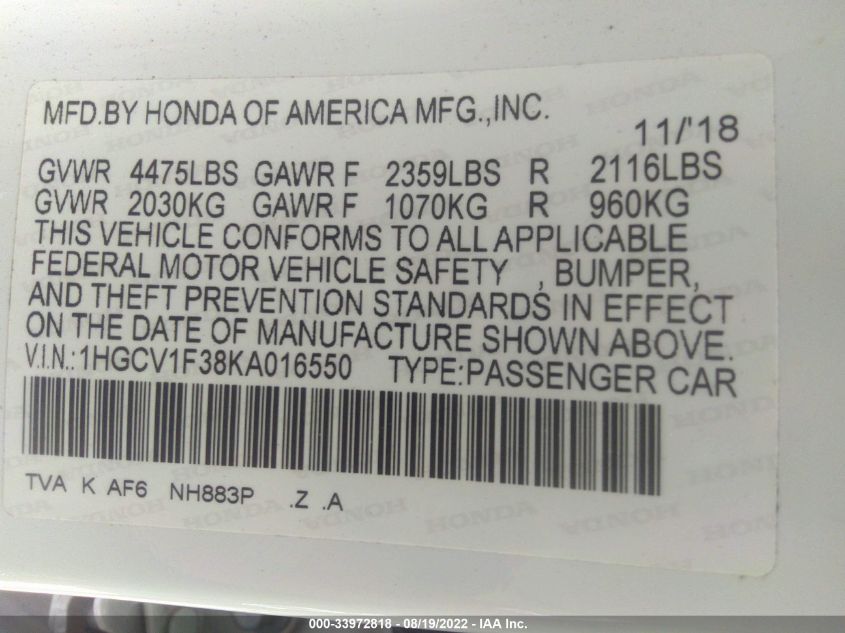 MFD.BY HONDA OF AMERICA MFG.,INC. 11/'18
GVWR 4475LBS GAWR F 2359LBS R 2116LBS
GVWR 2030KG GAWR F 1070KG R 960KG
THIS VEHICLE CONFORMS TO ALL APPLICABLE
FEDERAL MOTOR VEHICLE SAFETY , BUMPER,
AND THEFT PREVENTION STANDARDS IN EFFECT
ON THE DATE OF MANUFACTURE SHOWN ABOVE.
V.I.N.:1HGCV1F38KA016550 TYPE:PASSENGER CAR
TVA K AF6 NH883P .Z .A
000-33972818 - 08/19/2022 - IAA Inc.